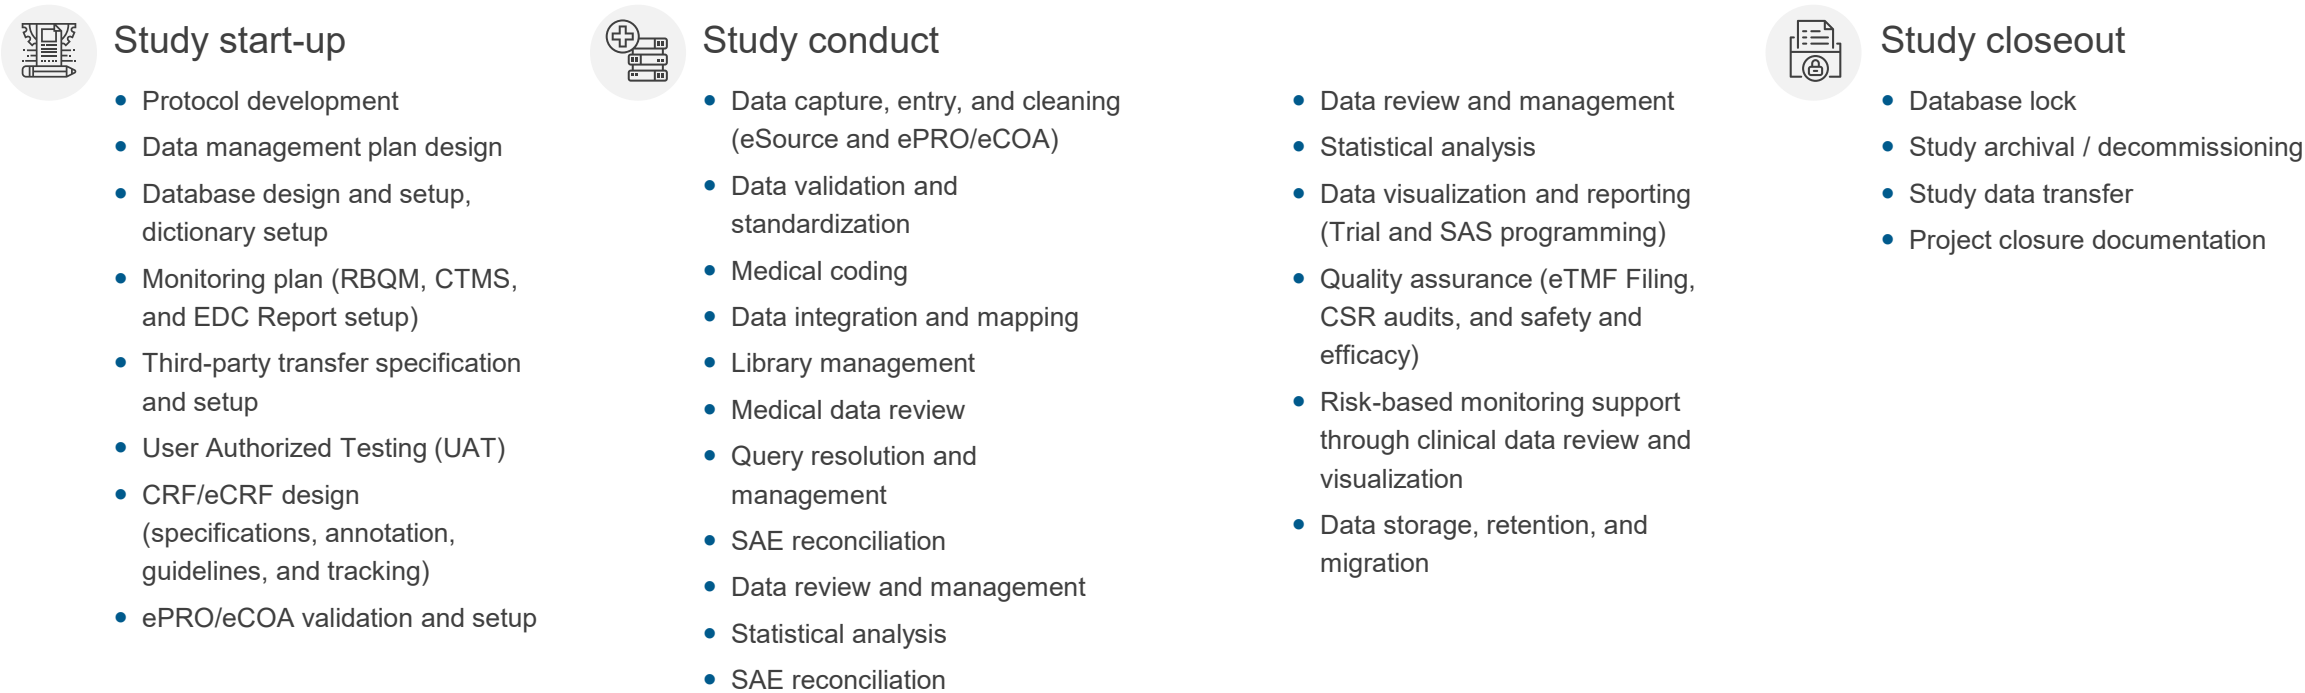 Study start-up
• Protocol development
• Data management plan design
• Database design and setup,
dictionary setup
• Monitoring plan (RBQM, CTMS,
and EDC Report setup)
• Third-party transfer specification
and setup
• User Authorized Testing (UAT)
• CRF/eCRF design
(specifications, annotation,
guidelines, and tracking)
• ePRO/eCOA validation and setup
Study conduct
• Data capture, entry, and cleaning
(eSource and ePRO/eCOA)
• Data validation and
standardization
• Medical coding
• Data integration and mapping
• Library management
• Medical data review
• Query resolution and
management
• SAE reconciliation
• Data review and management
• Statistical analysis
• SAE reconciliation
• Data review and management
• Statistical analysis
• Data visualization and reporting
(Trial and SAS programming)
• Quality assurance (eTMF Filing,
CSR audits, and safety and
efficacy)
• Risk-based monitoring support
through clinical data review and
visualization
• Data storage, retention, and
migration
Study closeout
• Database lock
• Study archival / decommissioning
• Study data transfer
• Project closure documentation